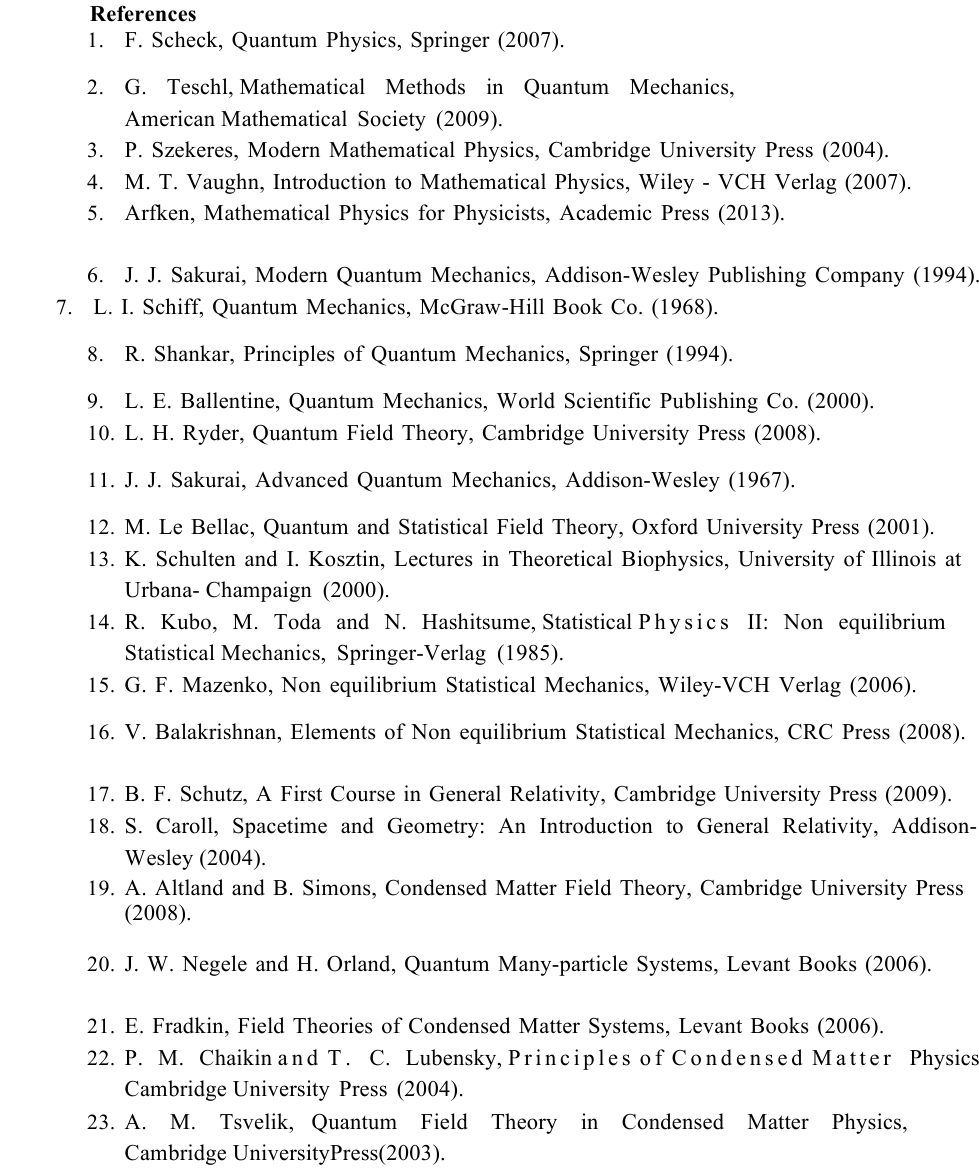 References
1. F. Scheck, Quantum Physics, Springer (2007).
2. G. Teschl, Mathematical Methods in Quantum Mechanics,
American Mathematical Society (2009).
3. P. Szekeres, Modern Mathematical Physics, Cambridge University Press (2004).
4. M. T. Vaughn, Introduction to Mathematical Physics, Wiley - VCH Verlag (2007).
5. Arfken, Mathematical Physics for Physicists, Academic Press (2013).
6. J. J. Sakurai, Modern Quantum Mechanics, Addison-Wesley Publishing Company (1994).
7. L. I. Schiff, Quantum Mechanics, McGraw-Hill Book Co. (1968).
8. R. Shankar, Principles of Quantum Mechanics, Springer (1994).
9. L. E. Ballentine, Quantum Mechanics, World Scientific Publishing Co. (2000).
10. L. H. Ryder, Quantum Field Theory, Cambridge University Press (2008).
11. J. J. Sakurai, Advanced Quantum Mechanics, Addison-Wesley (1967).
12. M. Le Bellac, Quantum and Statistical Field Theory, Oxford University Press (2001).
13. K. Schulten and I. Kosztin, Lectures in Theoretical Biophysics, University of Illinois at
Urbana- Champaign (2000).
14. R. Kubo, M. Toda and N. Hashitsume, Statistical Physics II: Non equilibrium
Statistical Mechanics, Springer-Verlag (1985).
15. G. F. Mazenko, Non equilibrium Statistical Mechanics, Wiley-VCH Verlag (2006).
16. V. Balakrishnan, Elements of Non equilibrium Statistical Mechanics, CRC Press (2008).
17. B. F. Schutz, A First Course in General Relativity, Cambridge University Press (2009).
18. S. Caroll, Spacetime and Geometry: An Introduction to General Relativity, Addison-
Wesley (2004).
19. A. Altland and B. Simons, Condensed Matter Field Theory, Cambridge University Press
(2008).
20. J. W. Negele and H. Orland, Quantum Many-particle Systems, Levant Books (2006).
21. E. Fradkin, Field Theories of Condensed Matter Systems, Levant Books (2006).
22. P. M. Chaikin and T. C. Lubensky, Principles of Condensed Matter Physics
Cambridge University Press (2004).
23. A. M. Tsvelik, Quantum Field Theory in Condensed Matter Physics,
Cambridge UniversityPress(2003).